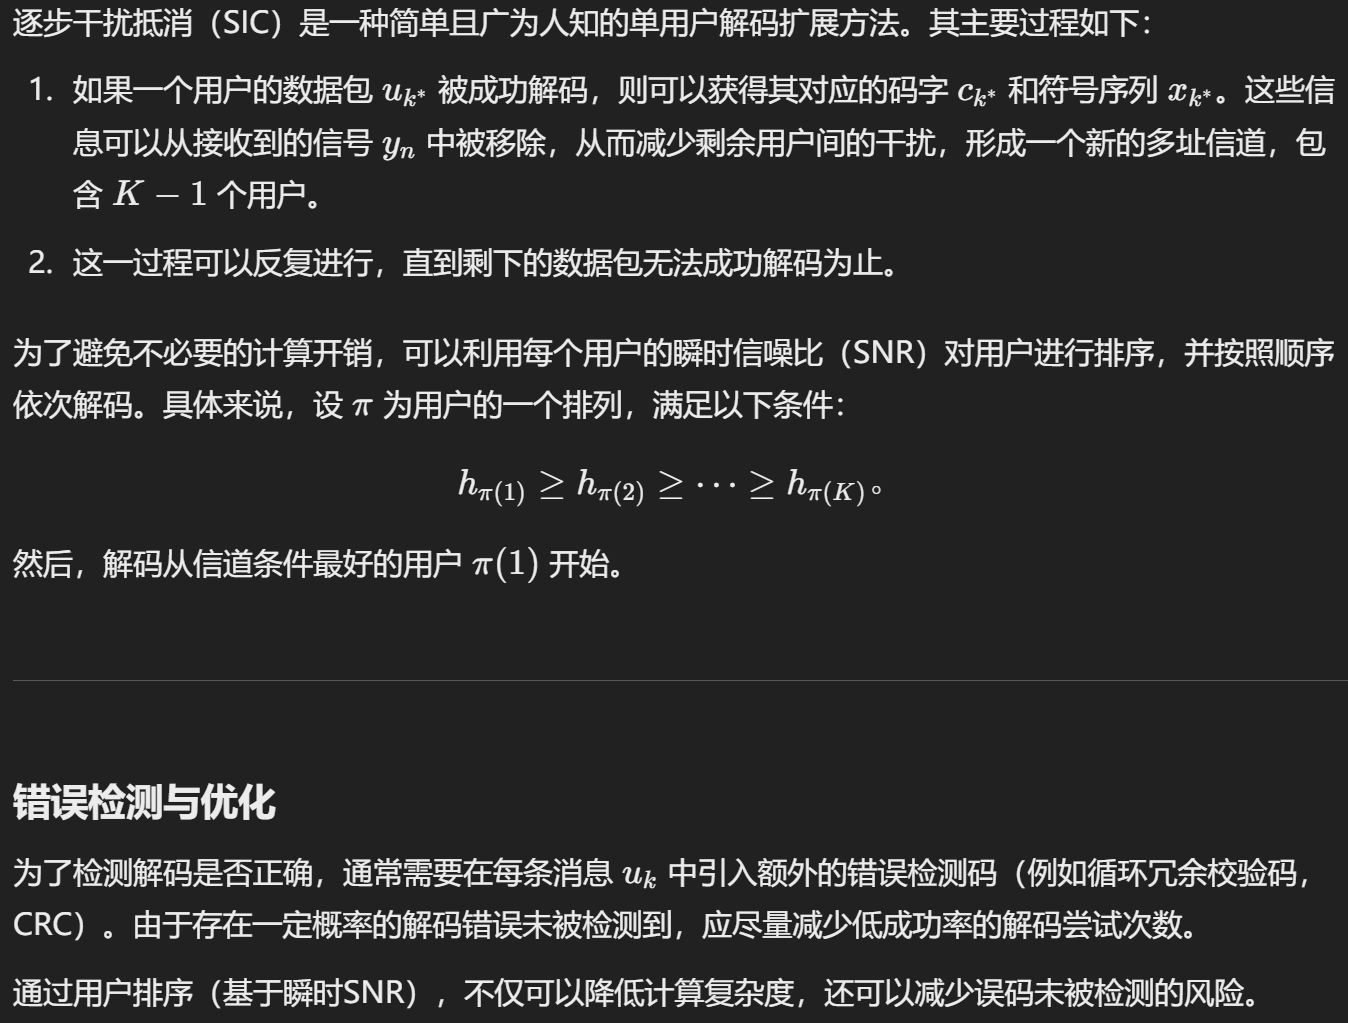 逐步干扰抵消（SIC）是一种简单且广为人知的单用户解码扩展方法。其主要过程如下：
1. 如果一个用户的数据包 $u_{k^*}$ 被成功解码，则可以获得其对应的码字 $c_{k^*}$ 和符号序列 $x_{k^*}$。这些信
息可以从接收到的信号 $y_n$ 中被移除，从而减少剩余用户间的干扰，形成一个新的多址信道，包
含 $K-1$ 个用户。
2. 这一过程可以反复进行，直到剩下的数据包无法成功解码为止。
为了避免不必要的计算开销，可以利用每个用户的瞬时信噪比（SNR）对用户进行排序，并按照顺序
依次解码。具体来说，设 $\pi$ 为用户的一个排列，满足以下条件：
$h_{\pi(1)} \geq h_{\pi(2)} \geq \cdots \geq h_{\pi(K)}$。
然后，解码从信道条件最好的用户 $\pi(1)$ 开始。
错误检测与优化
为了检测解码是否正确，通常需要在每条消息 $u_k$ 中引入额外的错误检测码（例如循环冗余校验码，
CRC）。由于存在一定概率的解码错误未被检测到，应尽量减少低成功率的解码尝试次数。
通过用户排序（基于瞬时SNR），不仅可以降低计算复杂度，还可以减少误码未被检测的风险。